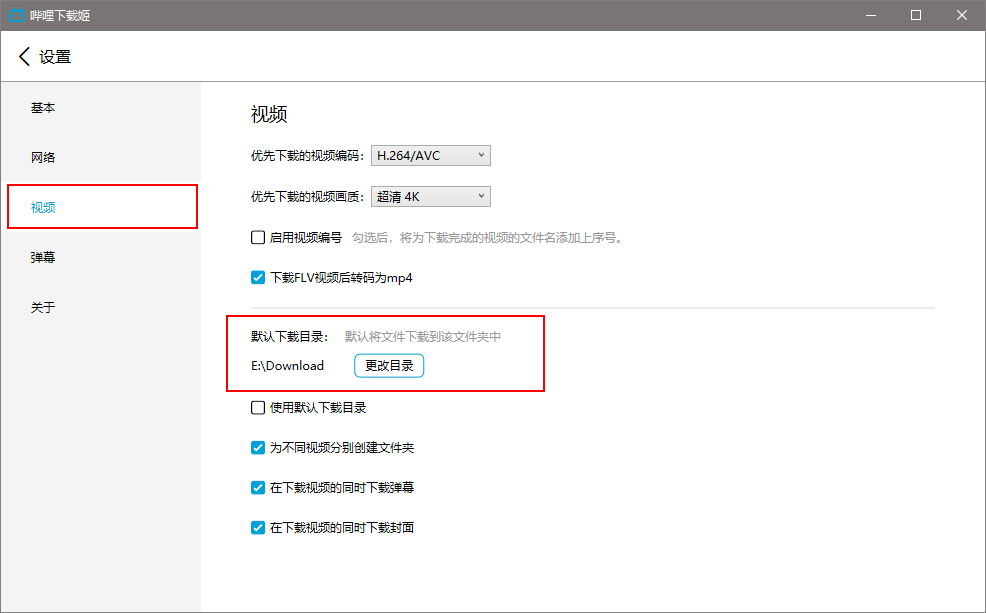 哔哩下载姬
设置
基本
网络
视频
弹幕
关于
视频
优先下载的视频编码: H.264/AVC
优先下载的视频画质: 超清 4K
启用视频编号 勾选后，将为下载完成的视频的文件名添加上序号。
下载FLV视频后转码为mp4
默认下载目录: 默认将文件下载到该文件夹中
E:\Download 更改目录
使用默认下载目录
为不同视频分别创建文件夹
在下载视频的同时下载弹幕
在下载视频的同时下载封面